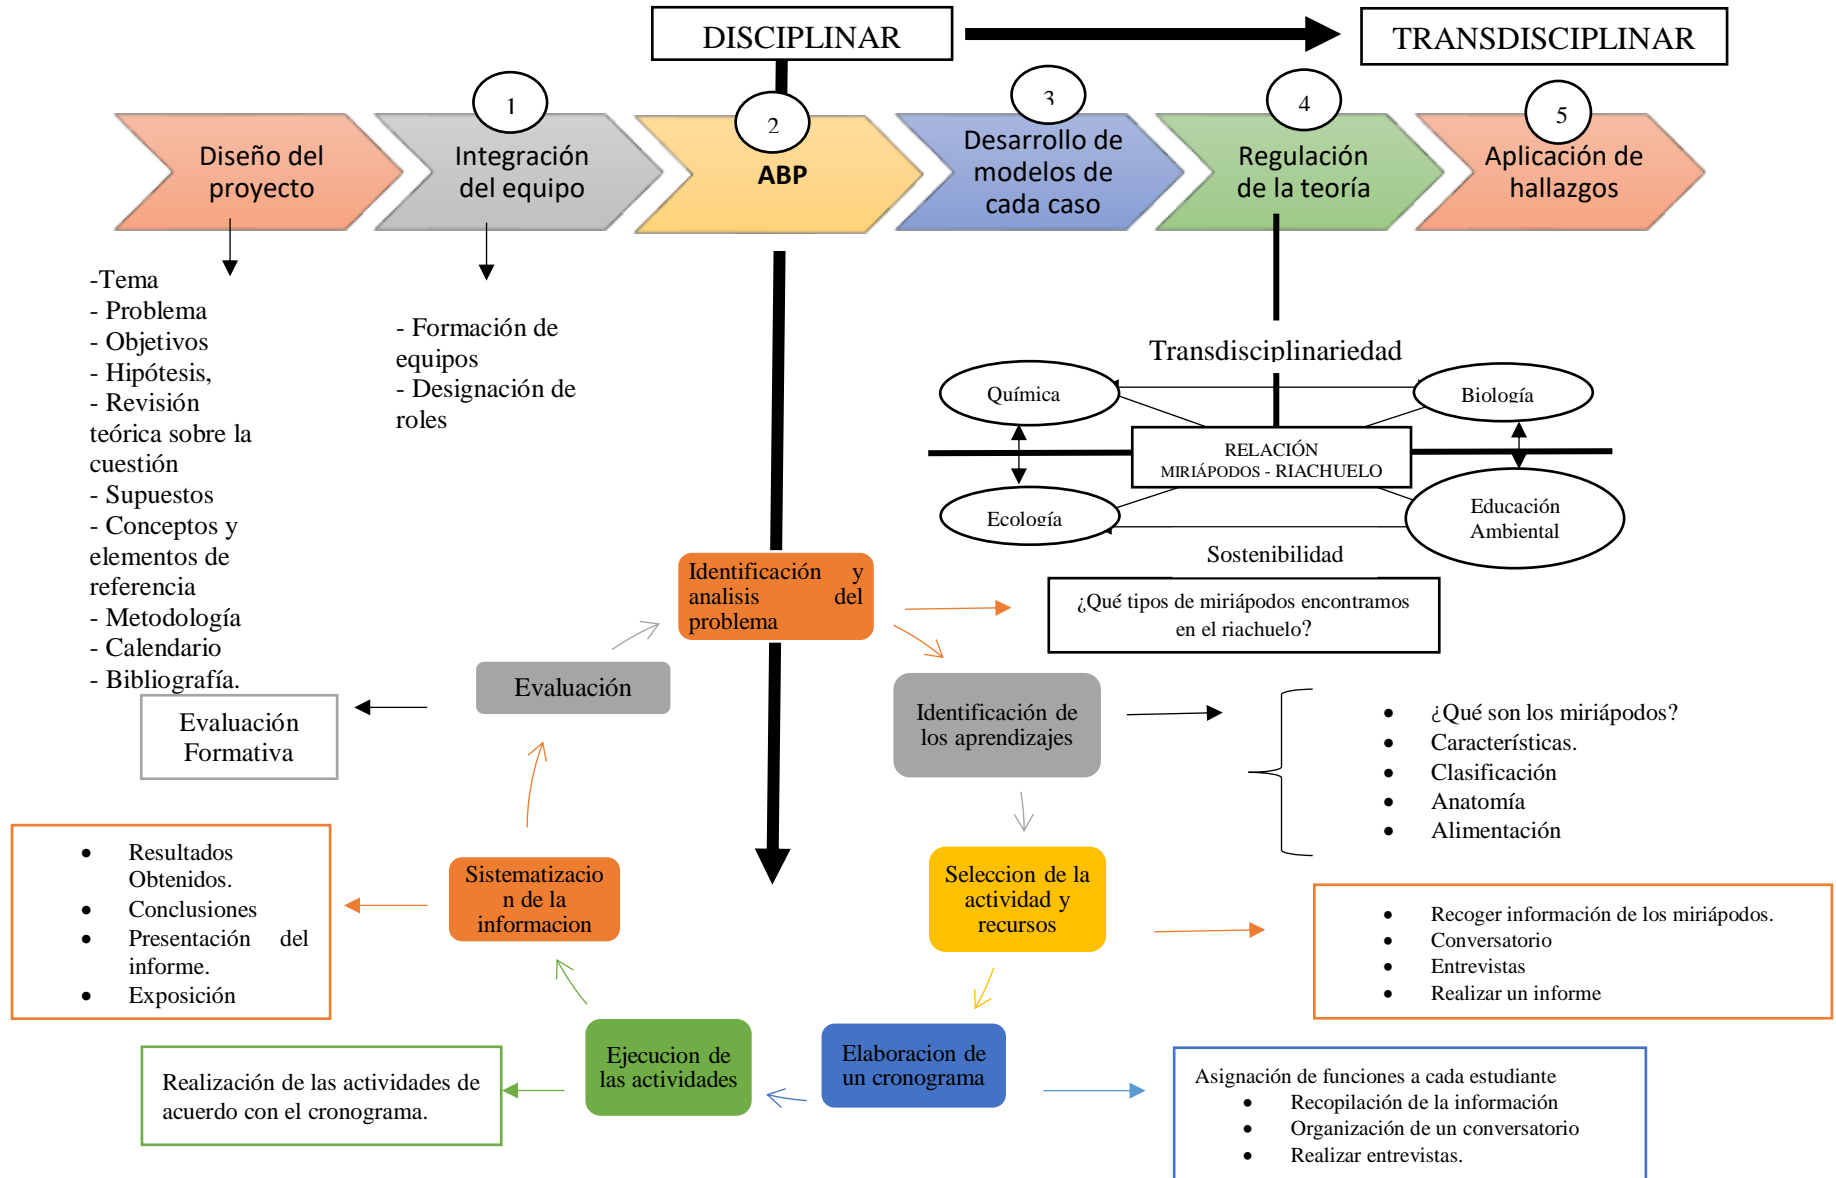 DISCIPLINAR
TRANSDISCIPLINAR
1
2
3
4
5
Diseño del
proyecto
Integración
del equipo
ABP
Desarrollo de
modelos de
cada caso
Regulación
de la teoría
Aplicación de
hallazgos
-Tema
- Problema
- Objetivos
- Hipótesis,
- Revisión
teórica sobre la
cuestión
- Supuestos
- Conceptos y
elementos de
referencia
- Metodología
- Calendario
- Bibliografía.
- Formación de
equipos
- Designación de
roles
Transdisciplinariedad
Química
Biología
RELACIÓN
MIRIÁPODOS - RIACHUELO
Ecología
Educación
Ambiental
Sostenibilidad
Identificación y
analisis del
problema
¿Qué tipos de miriápodos encontramos
en el riachuelo?
Evaluación
Evaluación
Formativa
Identificación de
los aprendizajes
• ¿Qué son los miriápodos?
• Características.
• Clasificación
• Anatomía
• Alimentación
Sistematizacio
n de la
informacion
• Resultados
Obtenidos.
• Conclusiones
• Presentación del
informe.
• Exposición
Seleccion de la
actividad y
recursos
• Recoger información de los miriápodos.
• Conversatorio
• Entrevistas
• Realizar un informe
Ejecucion de
las actividades
Realización de las actividades de
acuerdo con el cronograma.
Elaboracion de
un cronograma
Asignación de funciones a cada estudiante
• Recopilación de la información
• Organización de un conversatorio
• Realizar entrevistas.